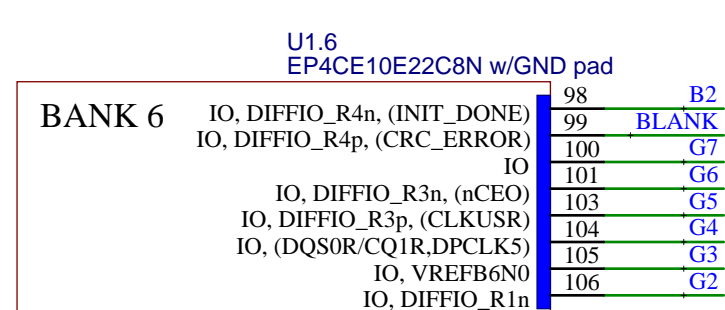 U1.6
EP4CE10E22C8N w/GND pad
BANK 6
IO, DIFFIO_R4n, (INIT_DONE) 98 B2
IO, DIFFIO_R4p, (CRC_ERROR) 99 BLANK
IO 100 G7
IO, DIFFIO_R3n, (nCEO) 101 G6
IO, DIFFIO_R3p, (CLKUSR) 103 G5
IO, (DQS0R/CQ1R,DPCLK5) 104 G4
IO, VREFB6N0 105 G3
IO, DIFFIO_R1n 106 G2